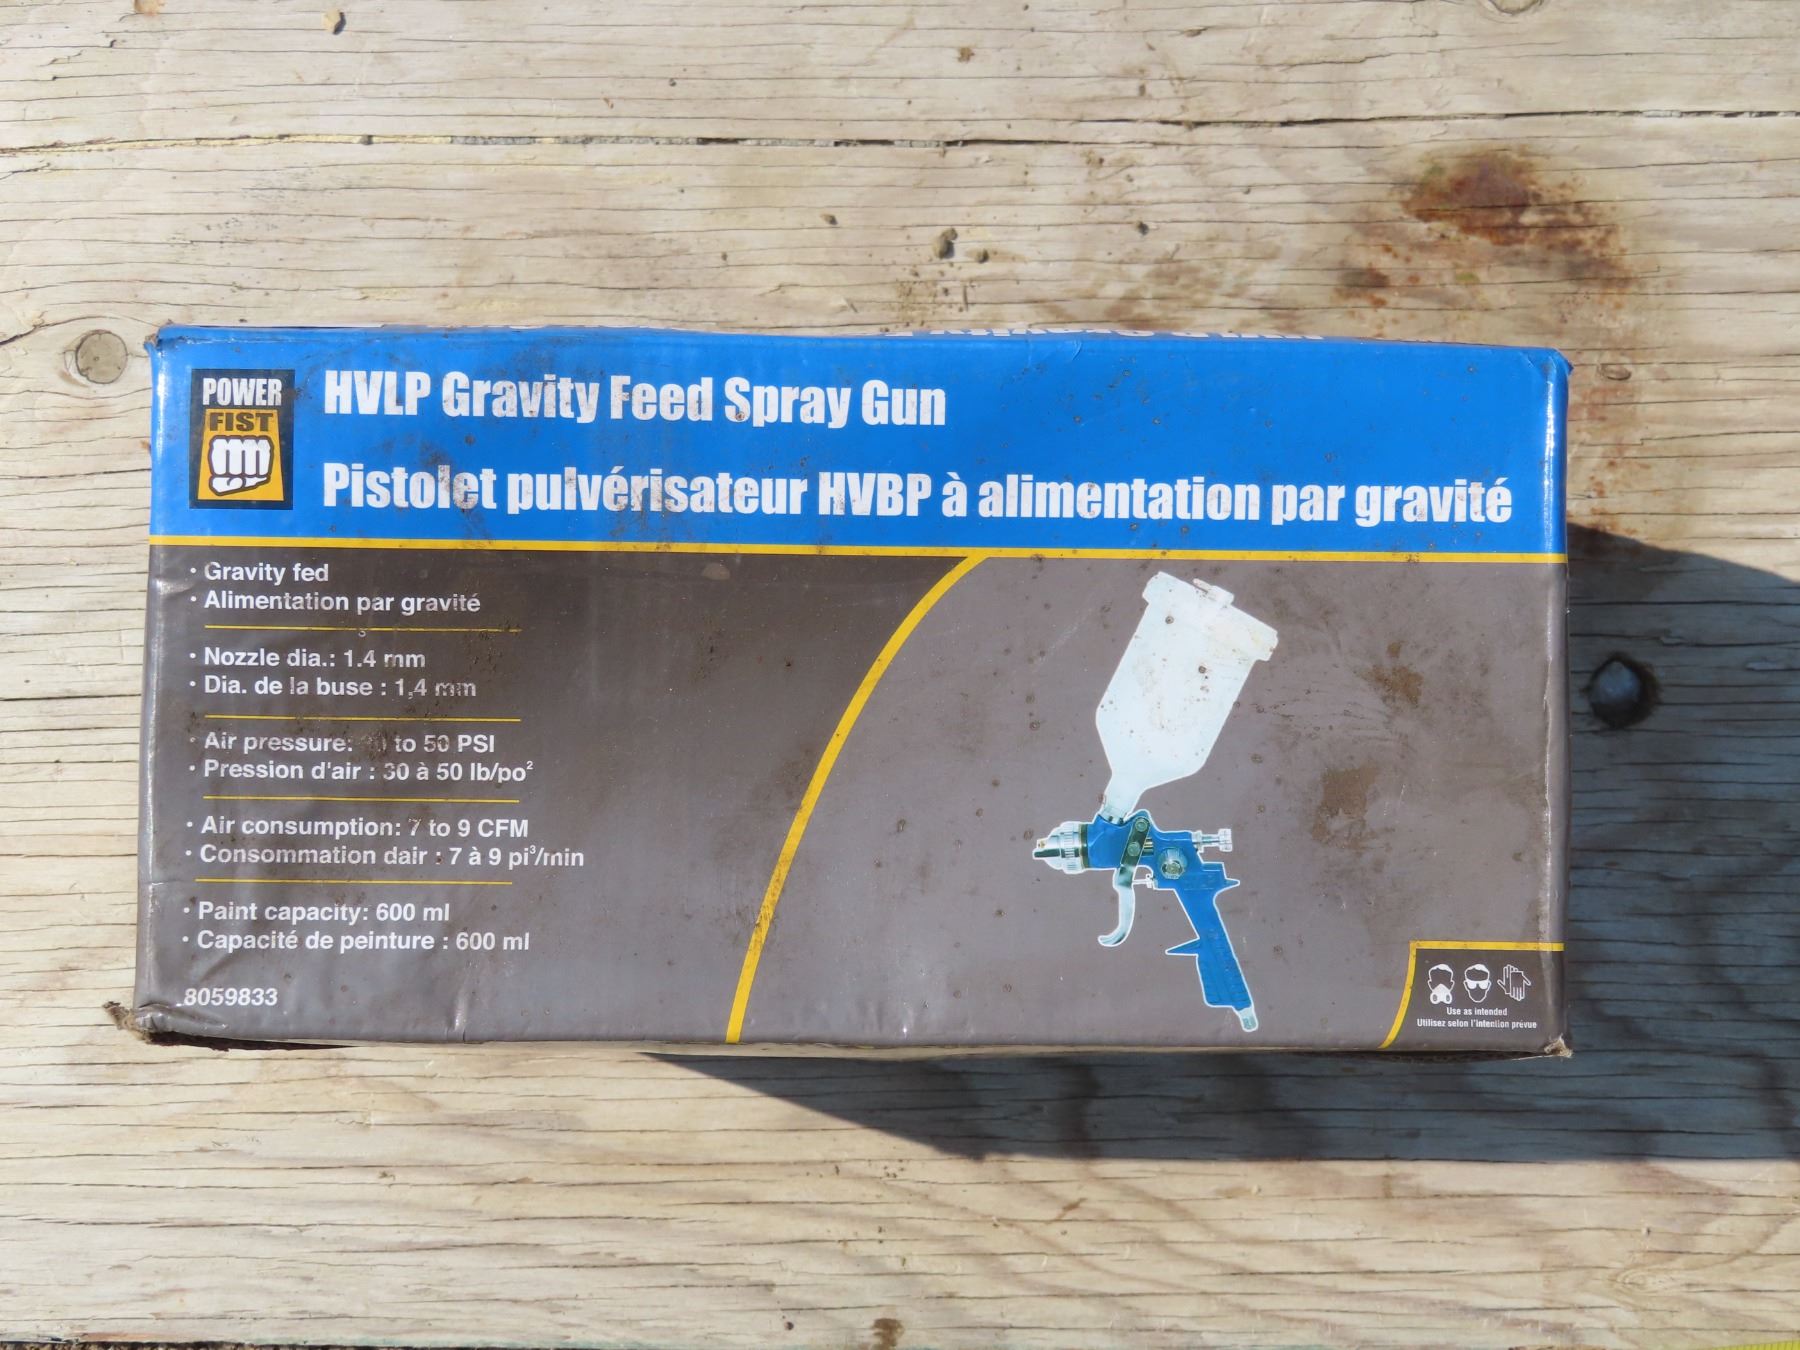 POWER
FIST
HVLP Gravity Feed Spray Gun
Pistolet pulvérisateur HVBP à alimentation par gravité
• Gravity fed
• Alimentation par gravité
• Nozzle dia.: 1.4 mm
• Dia. de la buse : 1,4 mm
• Air pressure: to 50 PSI
• Pression d'air : 30 à 50 lb/po²
• Air consumption: 7 to 9 CFM
• Consommation dair : 7 à 9 pi³/min
• Paint capacity: 600 ml
• Capacité de peinture : 600 ml
8059833
Use as intended
Utilisez selon l'intention prévue